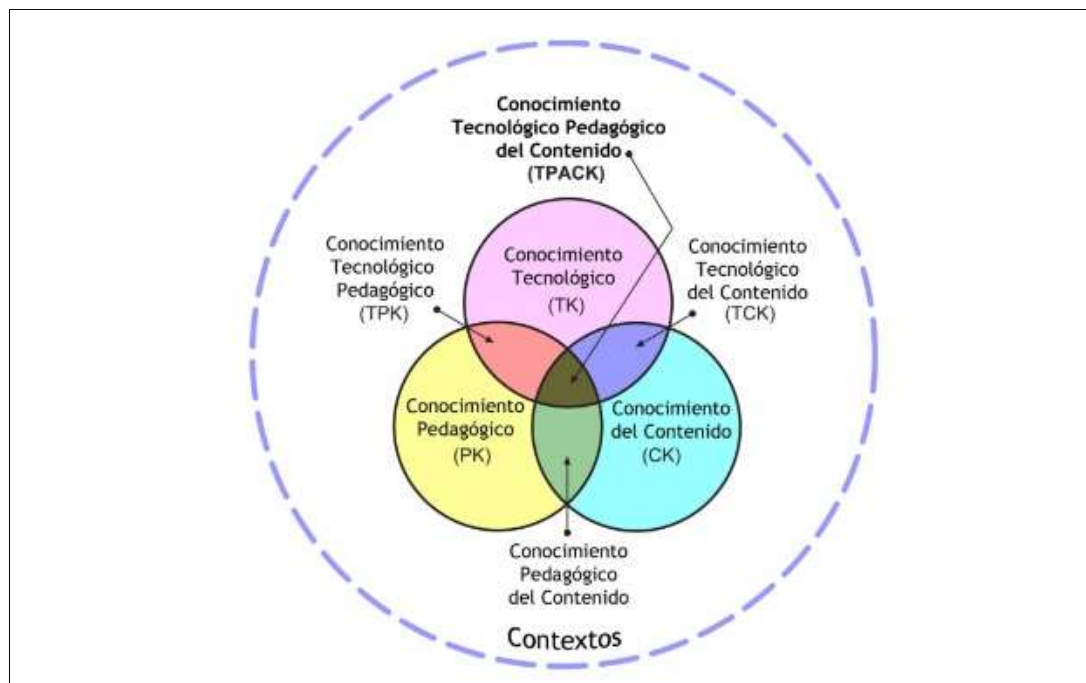 Conocimiento
Tecnológico Pedagógico
del Contenido
(TPACK)
Conocimiento
Tecnológico
Pedagógico
(TPK)
Conocimiento
Tecnológico
(TK)
Conocimiento
Tecnológico
del Contenido
(TCK)
Conocimiento
Pedagógico
(PK)
Conocimiento
del Contenido
(CK)
Conocimiento
Pedagógico
del Contenido
Contextos